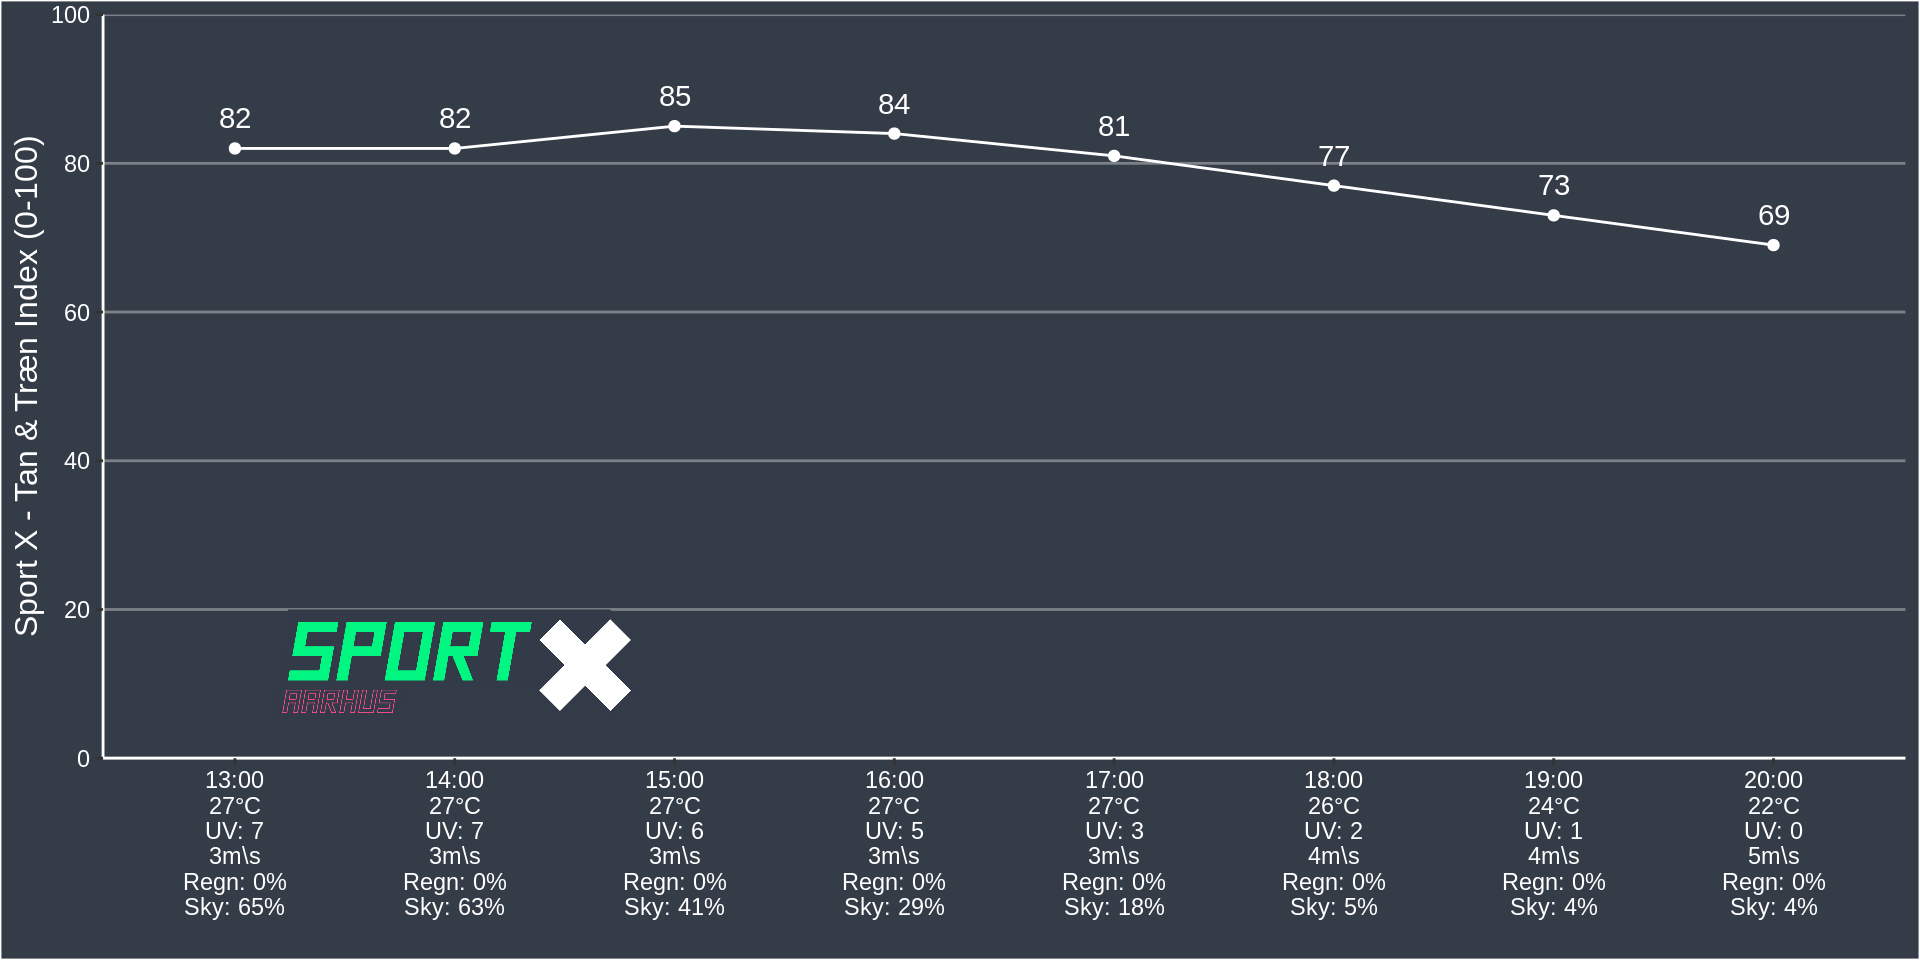 Sport X - Tan & Træn Index (0-100)
100
80
60
40
20
0
82
82
85
84
81
77
73
69
SPORT X
AARHUS
13:00
27°C
UV: 7
3m\s
Regn: 0%
Sky: 65%
14:00
27°C
UV: 7
3m\s
Regn: 0%
Sky: 63%
15:00
27°C
UV: 6
3m\s
Regn: 0%
Sky: 41%
16:00
27°C
UV: 5
3m\s
Regn: 0%
Sky: 29%
17:00
27°C
UV: 3
3m\s
Regn: 0%
Sky: 18%
18:00
26°C
UV: 2
4m\s
Regn: 0%
Sky: 5%
19:00
24°C
UV: 1
4m\s
Regn: 0%
Sky: 4%
20:00
22°C
UV: 0
5m\s
Regn: 0%
Sky: 4%